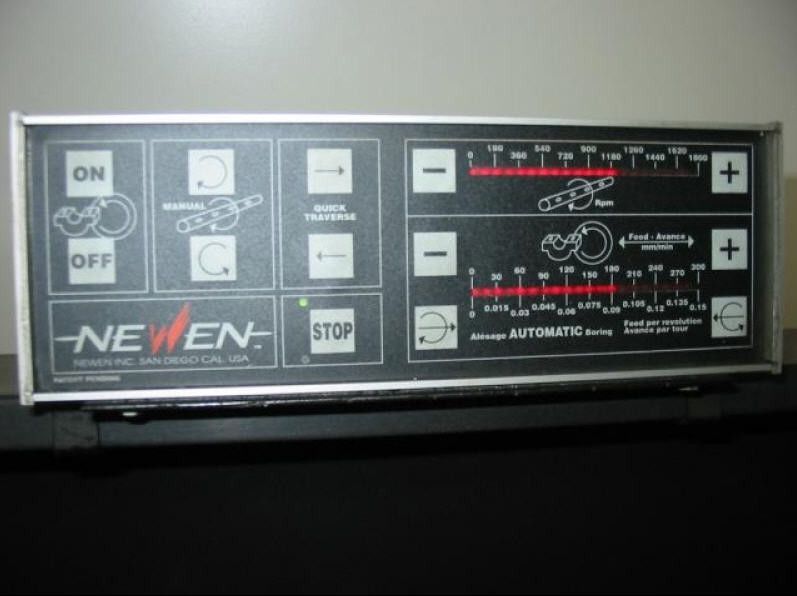 ON
OFF
MANUAL
QUICK
TRAVERSE
NEWEN
NEWEN INC. SAN DIEGO CAL. USA
PATENT PENDING
STOP
180 540 900 1260 1620
0 360 720 1180 1440 1800
- +
Rpm
- +
Feed - Avance
mm/min
0 60 120 180 240 300
30 90 150 210 270
0 0.03 0.06 0.09 0.12 0.15
0.015 0.045 0.075 0.105 0.135
Alésage AUTOMATIC Boring
Feed per revolution
Avance par tour